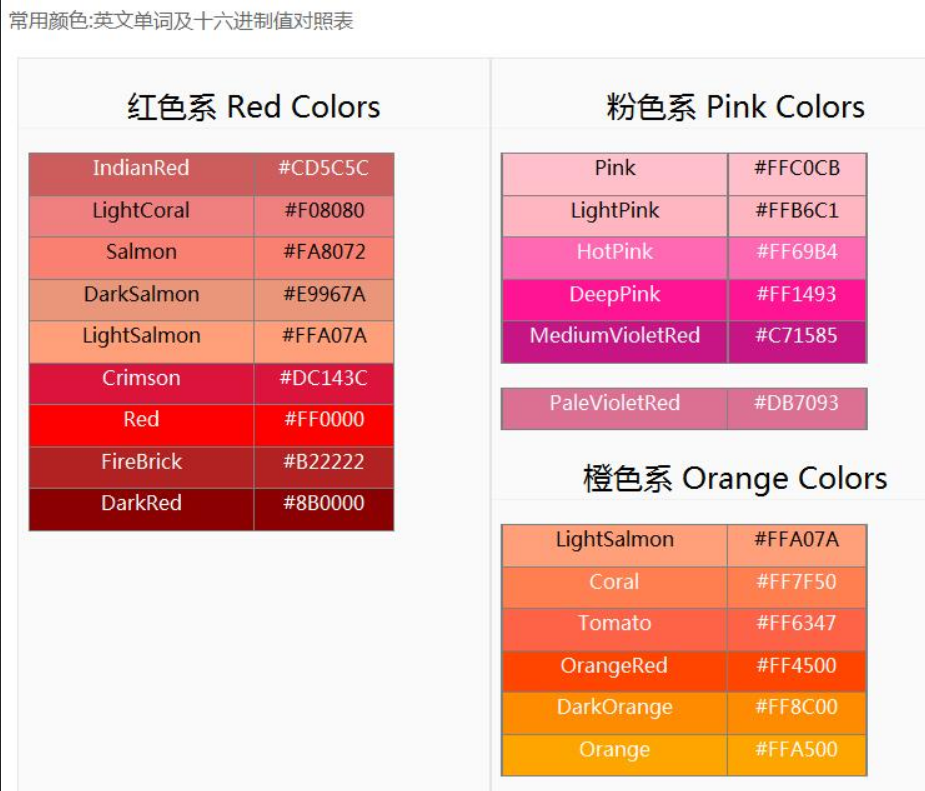 常用颜色:英文单词及十六进制值对照表
红色系 Red Colors
IndianRed #CD5C5C
LightCoral #F08080
Salmon #FA8072
DarkSalmon #E9967A
LightSalmon #FFA07A
Crimson #DC143C
Red #FF0000
FireBrick #B22222
DarkRed #8B0000
粉色系 Pink Colors
Pink #FFC0CB
LightPink #FFB6C1
HotPink #FF69B4
DeepPink #FF1493
MediumVioletRed #C71585
PaleVioletRed #DB7093
橙色系 Orange Colors
LightSalmon #FFA07A
Coral #FF7F50
Tomato #FF6347
OrangeRed #FF4500
DarkOrange #FF8C00
Orange #FFA500